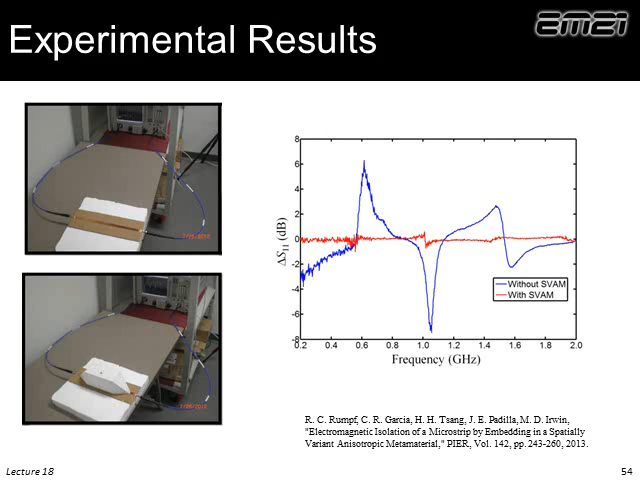 Experimental Results
EM21
8
6
4
2
0
-2
-4
-6
-8
ΔS11 (dB)
Without SVAM
With SVAM
0.2 0.4 0.6 0.8 1.0 1.2 1.4 1.6 1.8 2.0
Frequency (GHz)
R. C. Rumpf, C. R. Garcia, H. H. Tsang, J. E. Padilla, M. D. Irwin,
"Electromagnetic Isolation of a Microstrip by Embedding in a Spatially
Variant Anisotropic Metamaterial," PIER, Vol. 142, pp. 243-260, 2013.
Lecture 18
54